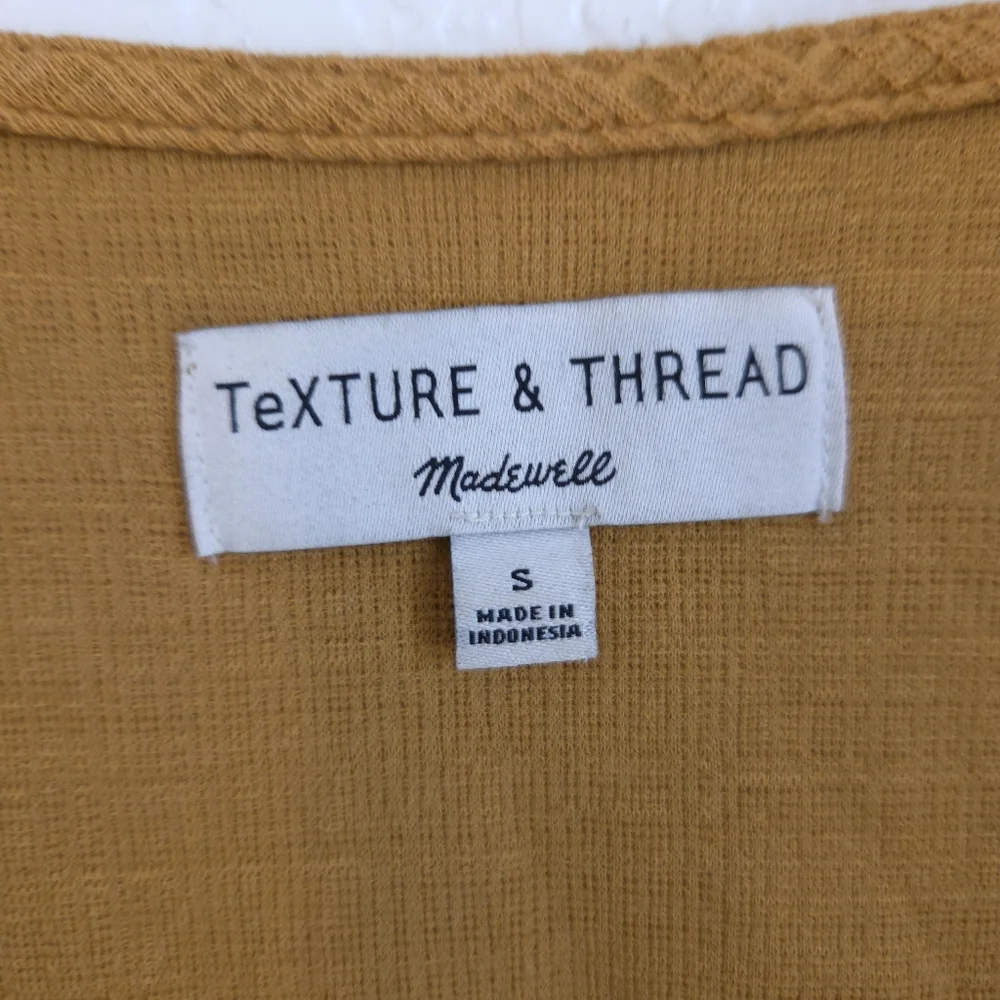 TeXTURE & THREAD
Madewell
S
MADE IN
INDONESIA